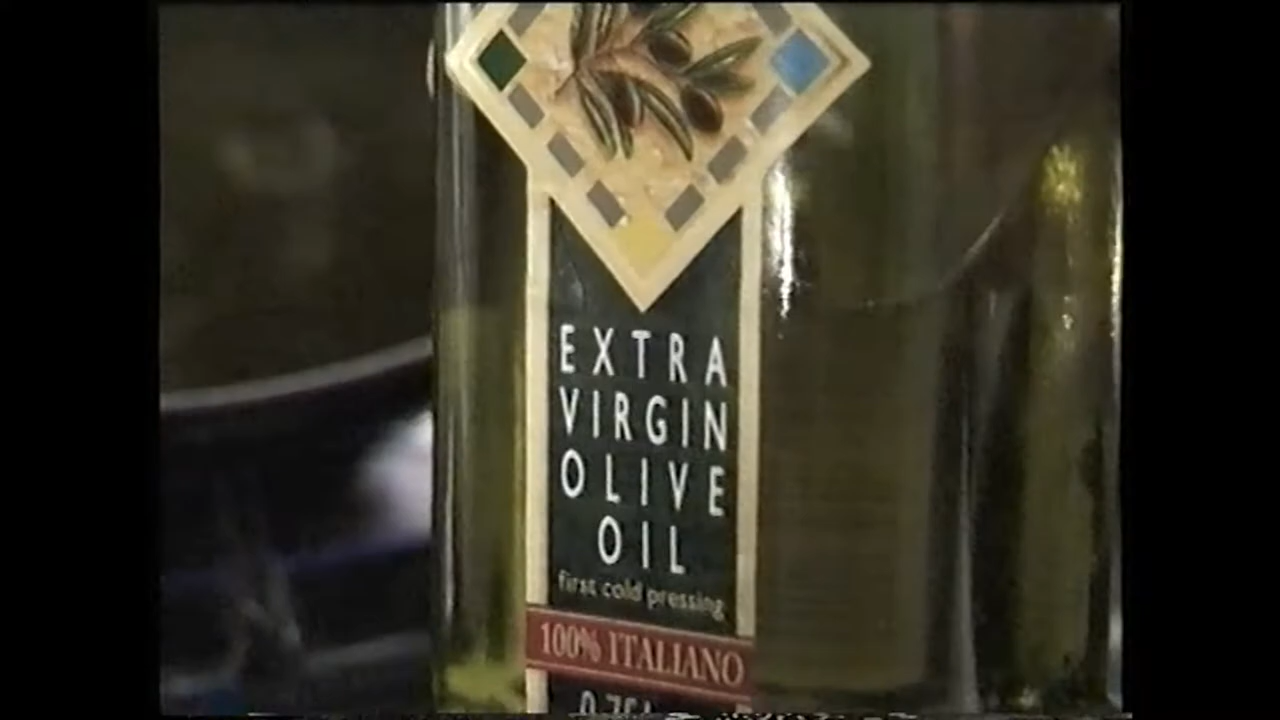 EXTRA
VIRGIN
OLIVE
OIL
first cold pressing
100% ITALIANO